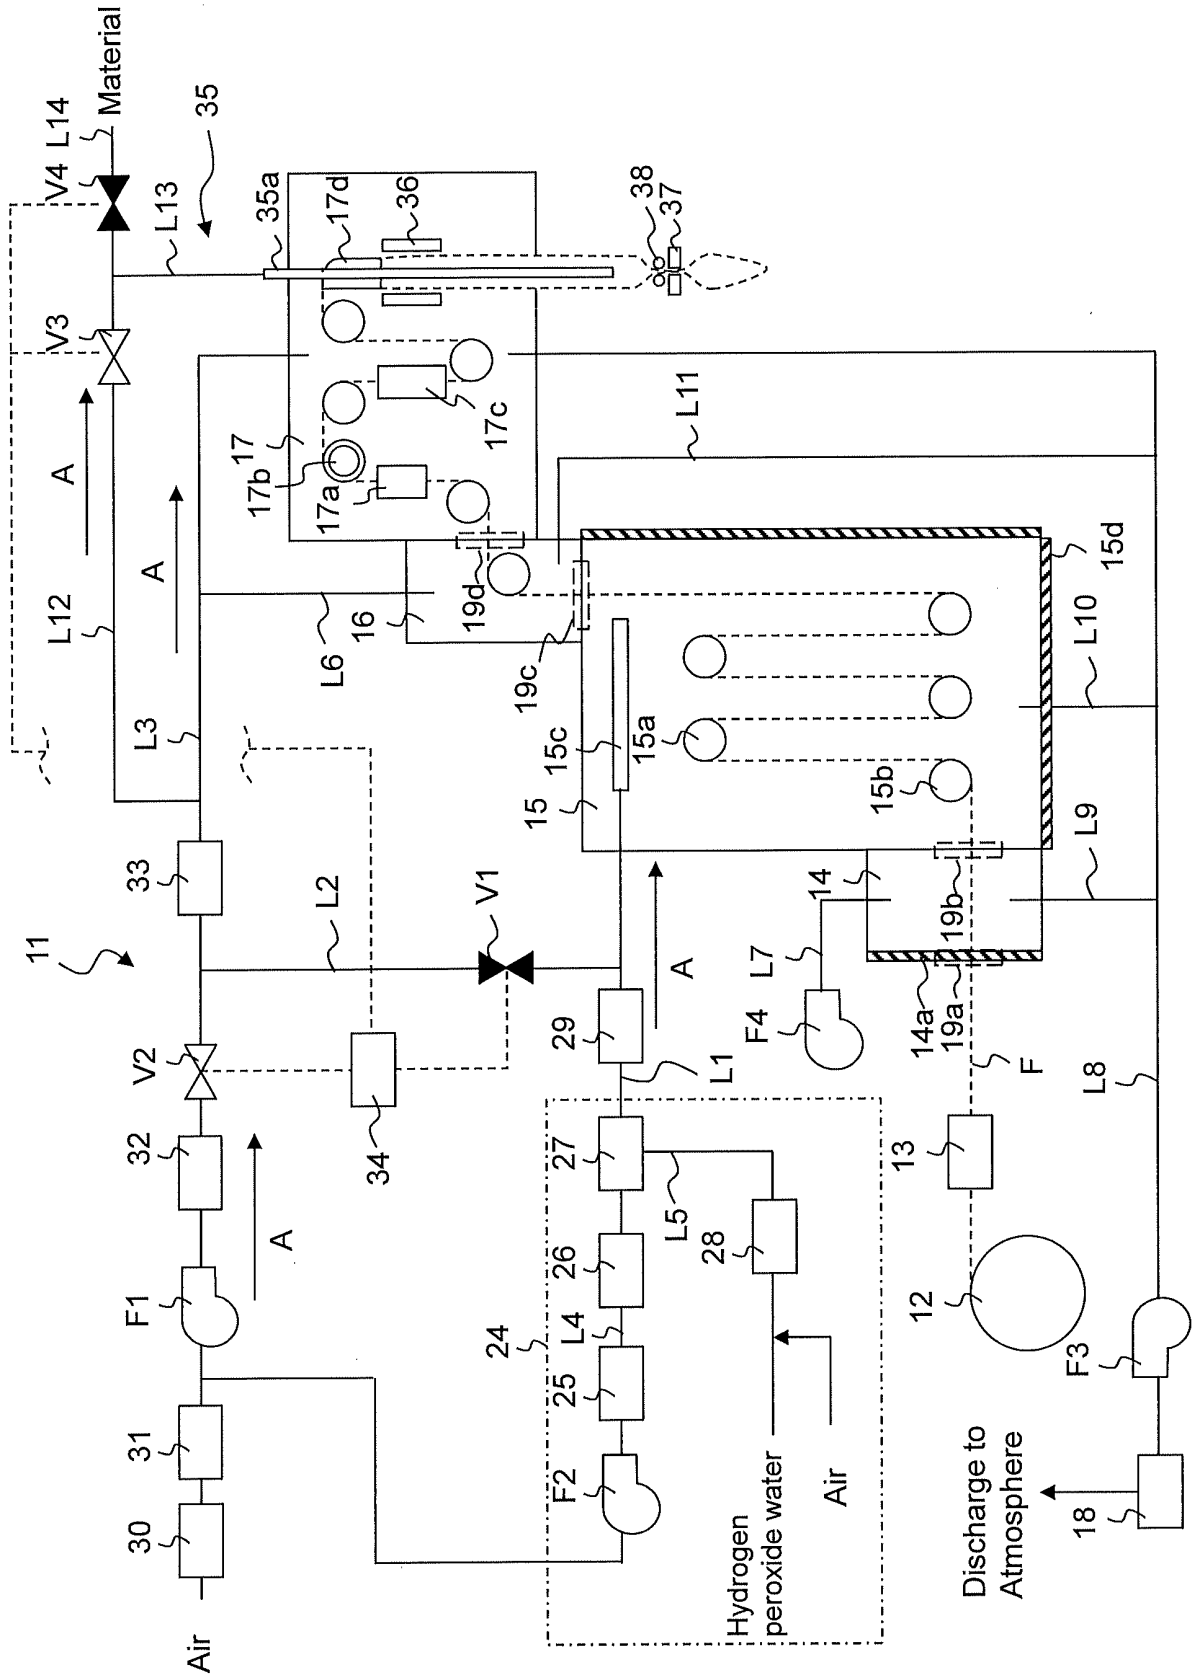 Material
L14
V4
L13
35
V3
A
L12
A
L3
33
11
L2
V2
32
A
F1
31
30
Air
35a
17d
36
38
37
17
17b
17a
17c
L11
L6
16
19d
19c
15
15c
15a
15b
15d
L10
L9
V1
34
29
L1
A
L7
F4
14
19b
14a
19a
F
L8
13
12
24
27
26
L4
25
F2
L5
28
Hydrogen
peroxide water
Air
F3
18
Discharge to
Atmosphere